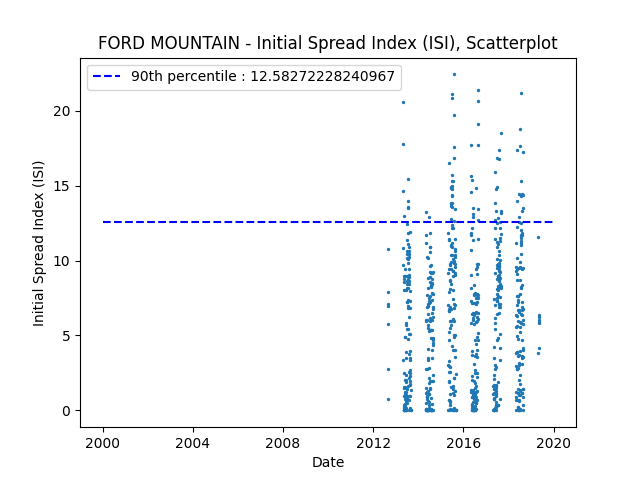 FORD MOUNTAIN - Initial Spread Index (ISI), Scatterplot
90th percentile : 12.58272228240967
Initial Spread Index (ISI)
20
15
10
5
0
2000 2004 2008 2012 2016 2020
Date